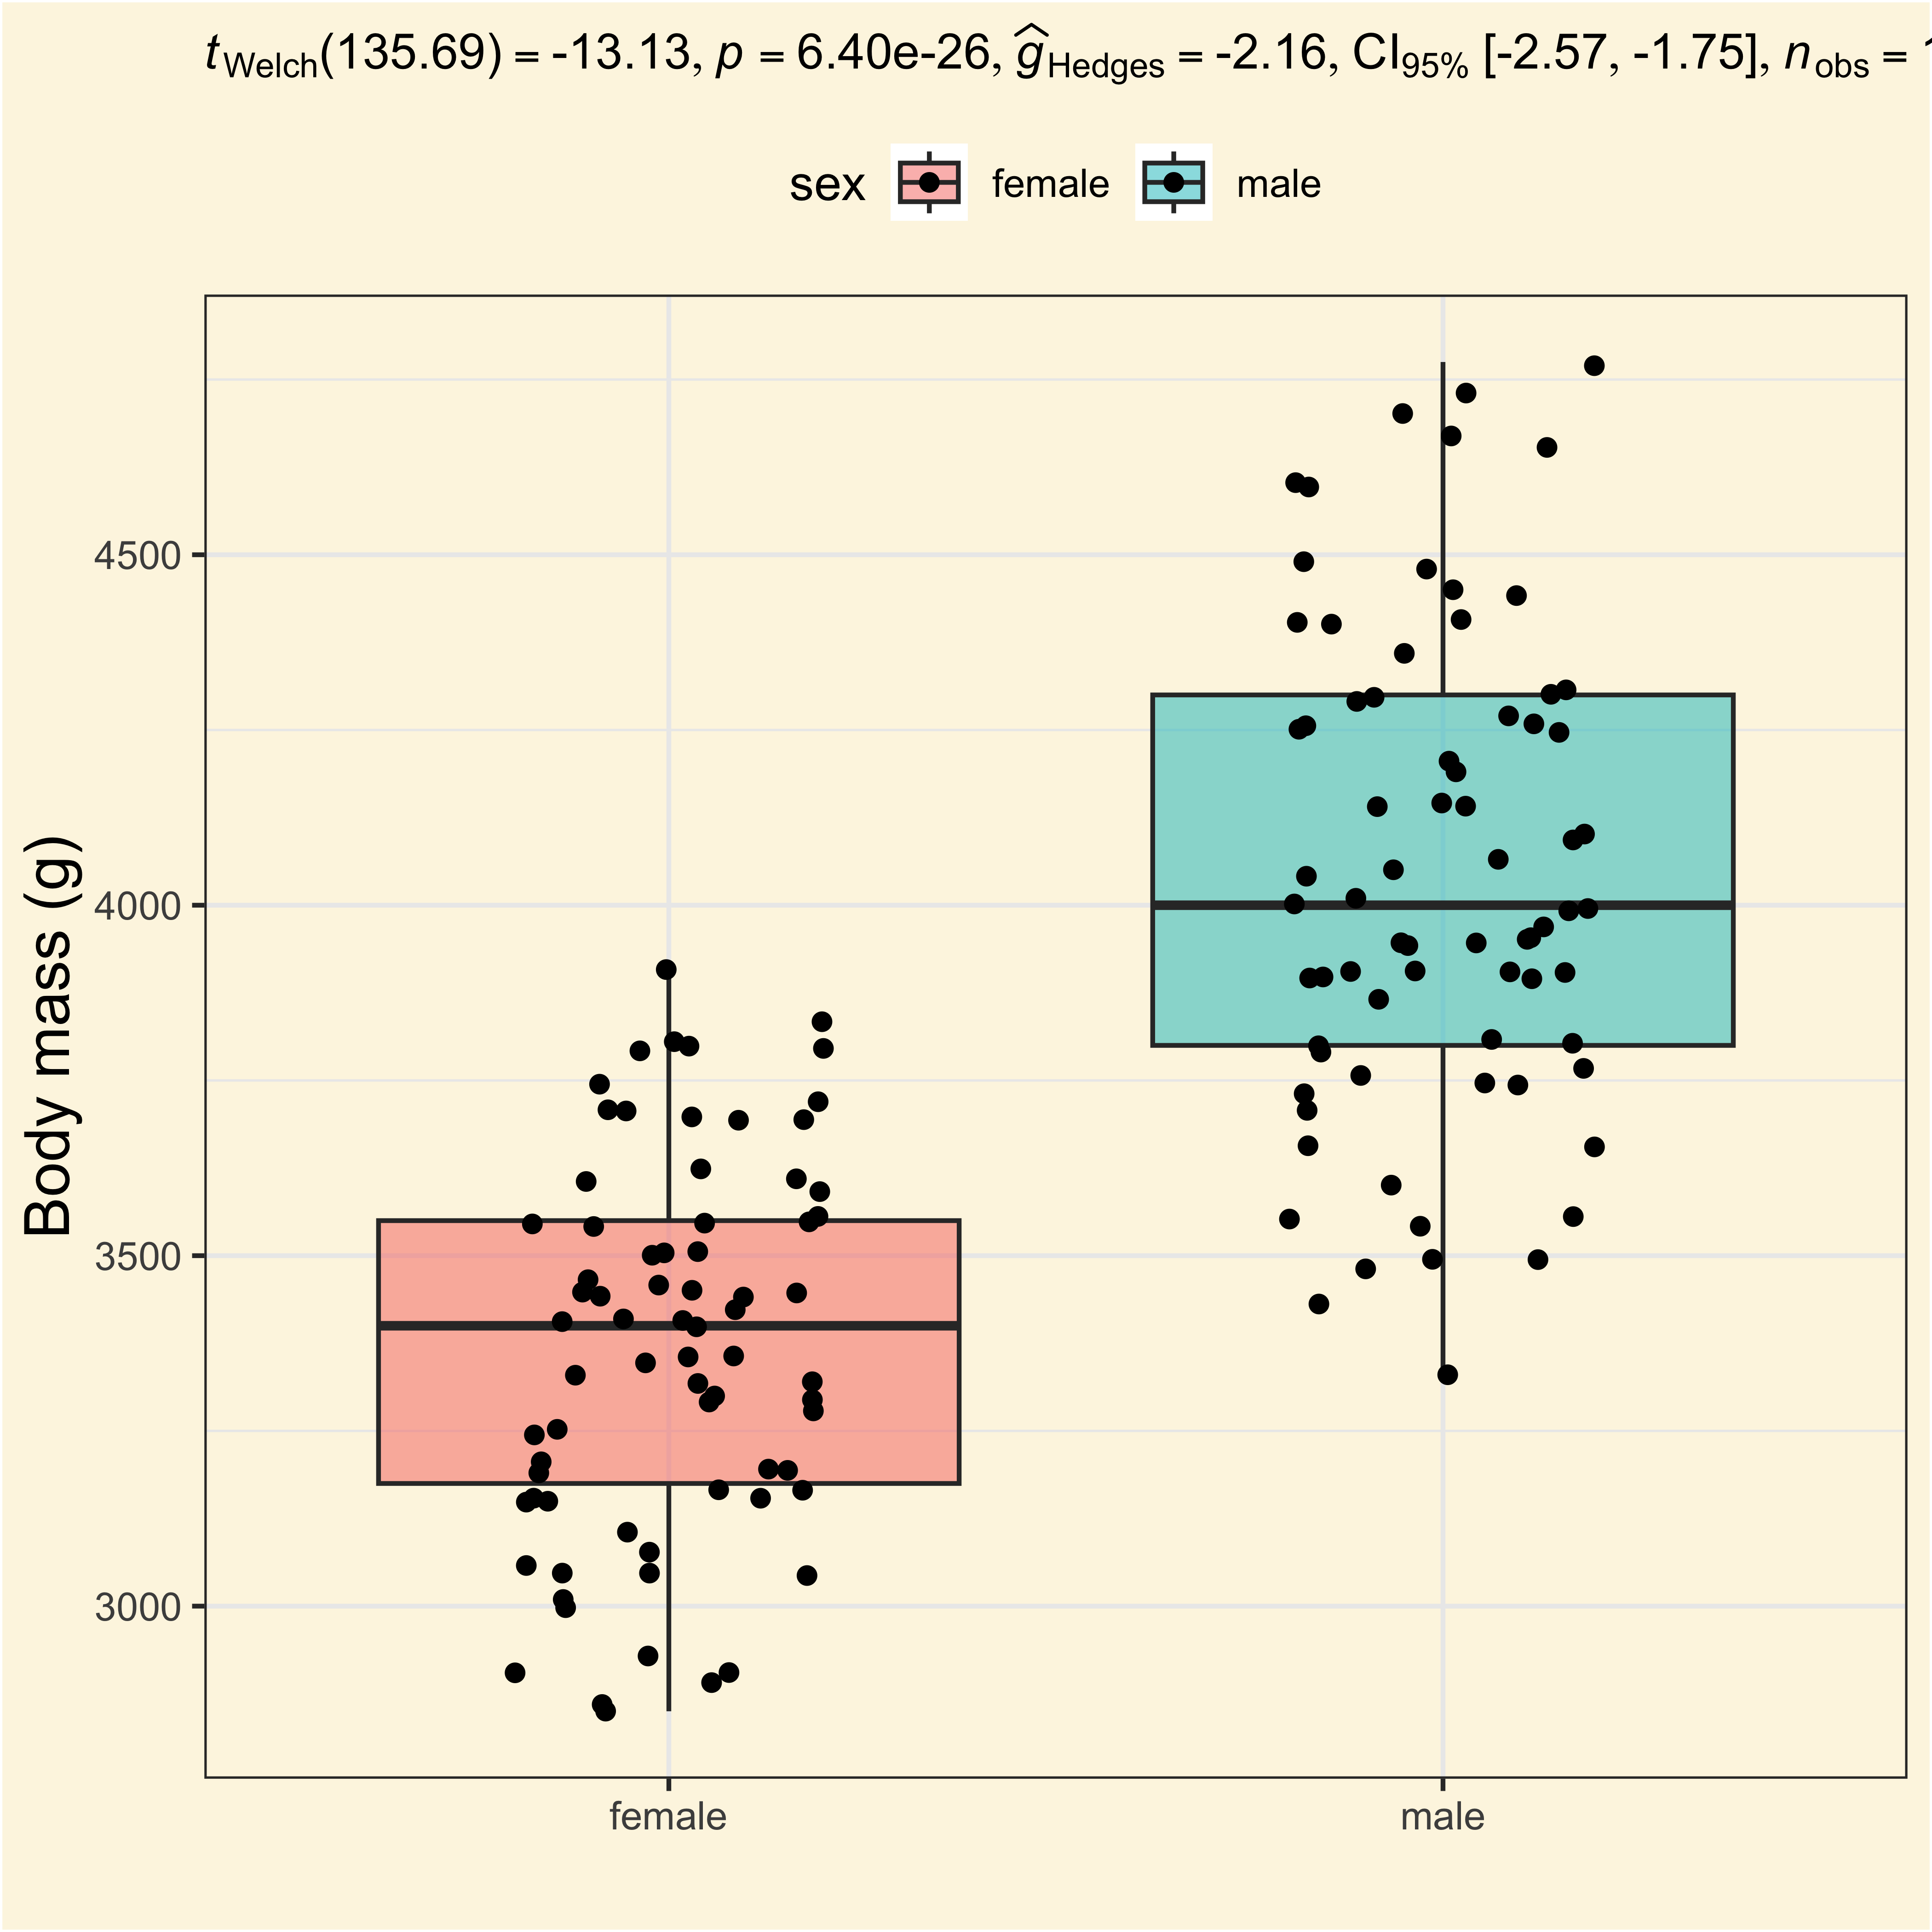 tWelch(135.69) = -13.13, p = 6.40e-26, ĝHedges = -2.16, CI95% [-2.57, -1.75], nobs =
sex female male
4500
4000
3500
3000
Body mass (g)
female male